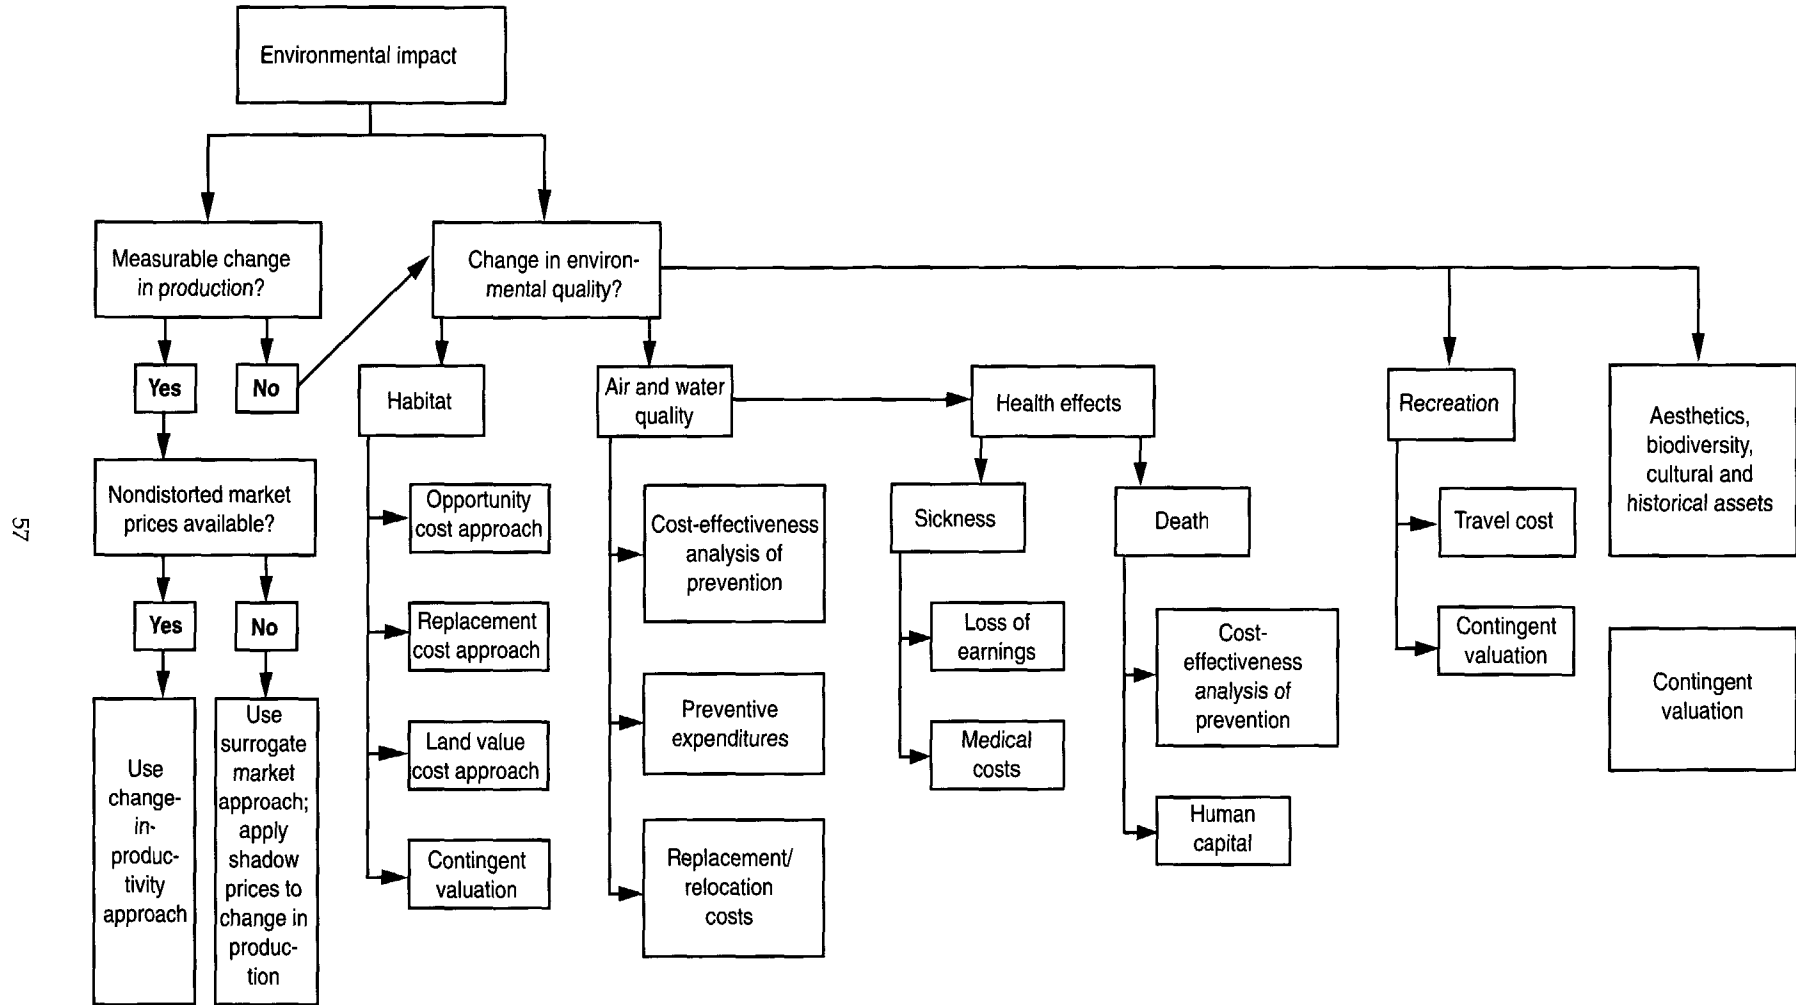 Environmental impact
Measurable change
in production?
Change in environ-
mental quality?
Yes
No
Habitat
Air and water
quality
Health effects
Recreation
Aesthetics,
biodiversity,
cultural and
historical assets
Nondistorted market
prices available?
Opportunity
cost approach
Cost-effectiveness
analysis of
prevention
Sickness
Death
Travel cost
57
Yes
No
Replacement
cost approach
Loss of
earnings
Cost-
effectiveness
analysis of
prevention
Contingent
valuation
Contingent
valuation
Use
change-
in-
produc-
tivity
approach
Use
surrogate
market
approach;
apply
shadow
prices to
change in
produc-
tion
Land value
cost approach
Preventive
expenditures
Medical
costs
Human
capital
Contingent
valuation
Replacement/
relocation
costs